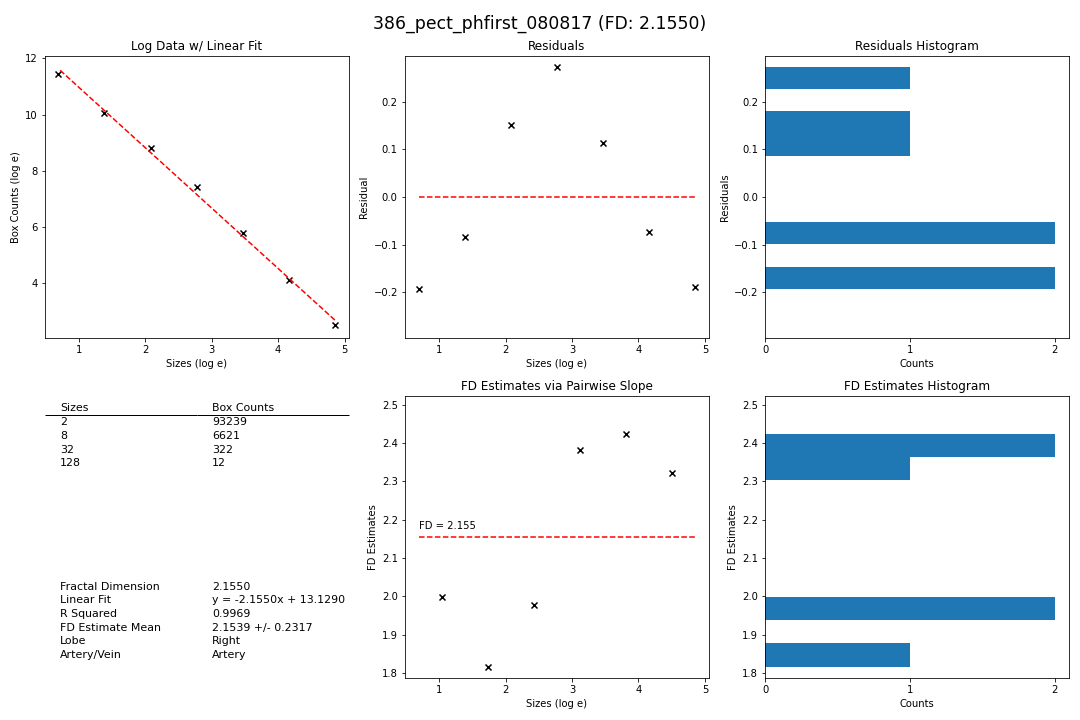 386_pect_phfirst_080817 (FD: 2.1550)
Log Data w/ Linear Fit
12
10
8
6
4
Box Counts (log e)
1 2 3 4 5
Sizes (log e)
Residuals
0.2
0.1
0.0
−0.1
−0.2
Residual
1 2 3 4 5
Sizes (log e)
Residuals Histogram
0.2
0.1
0.0
−0.1
−0.2
Residuals
0 1 2
Counts
Sizes Box Counts
2 93239
8 6621
32 322
128 12
Fractal Dimension 2.1550
Linear Fit y = -2.1550x + 13.1290
R Squared 0.9969
FD Estimate Mean 2.1539 +/- 0.2317
Lobe Right
Artery/Vein Artery
FD Estimates via Pairwise Slope
2.5
2.4
2.3
2.2
2.1
2.0
1.9
1.8
FD Estimates
FD = 2.155
1 2 3 4 5
Sizes (log e)
FD Estimates Histogram
2.5
2.4
2.3
2.2
2.1
2.0
1.9
1.8
FD Estimates
0 1 2
Counts